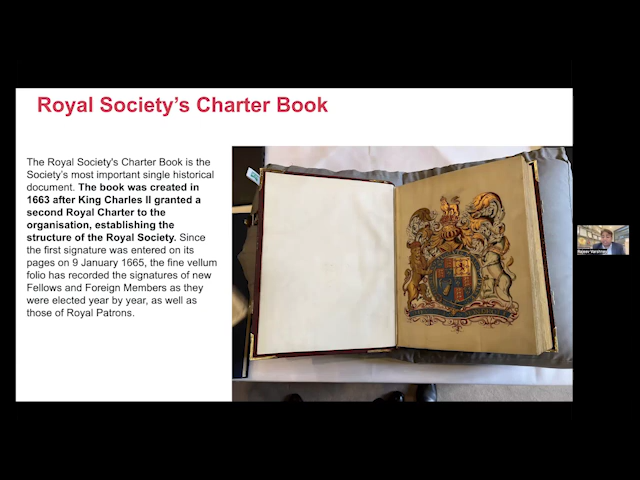 Royal Society's Charter Book
The Royal Society's Charter Book is the
Society's most important single historical
document. The book was created in
1663 after King Charles II granted a
second Royal Charter to the
organisation, establishing the
structure of the Royal Society. Since
the first signature was entered on its
pages on 9 January 1665, the fine vellum
folio has recorded the signatures of new
Fellows and Foreign Members as they
were elected year by year, as well as
those of Royal Patrons.